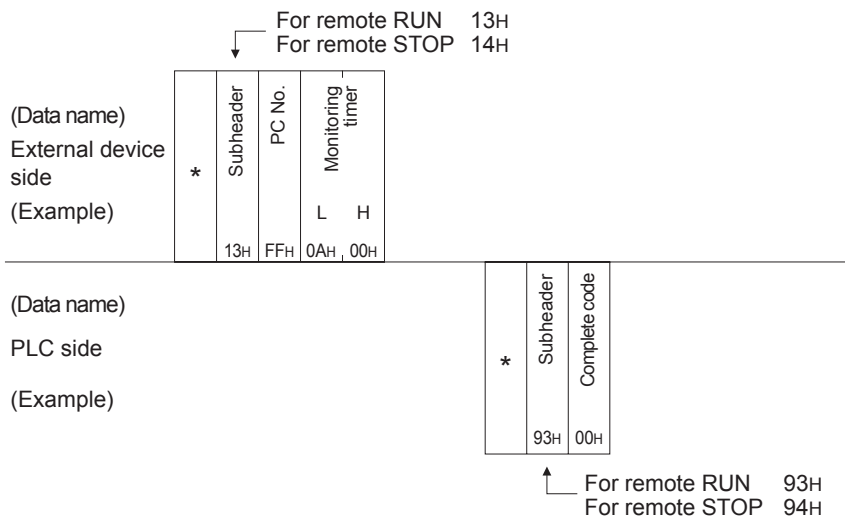 For remote RUN 13H
For remote STOP 14H
(Data name)
External device
side
(Example)
*
Subheader
13H
PC No.
FFH
Monitoring
timer
L H
0AH 00H
(Data name)
PLC side
(Example)
*
Subheader
93H
Complete code
00H
For remote RUN 93H
For remote STOP 94H